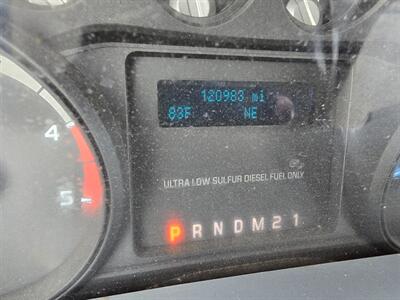 120983 mi
83F NE
4
5
ULTRA LOW SULFUR DIESEL FUEL ONLY
P R N D M 2 1